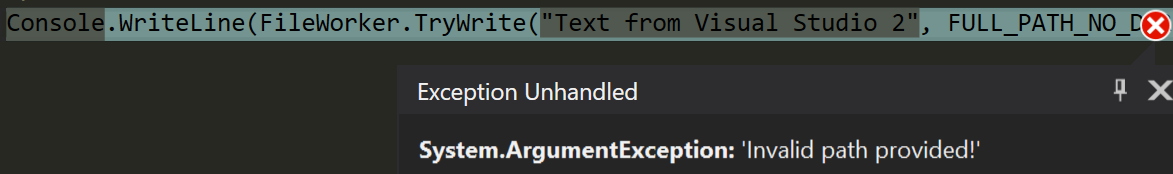 Console.WriteLine(FileWorker.TryWrite("Text from Visual Studio 2", FULL_PATH_NO_D
Exception Unhandled
System.ArgumentException: 'Invalid path provided!'